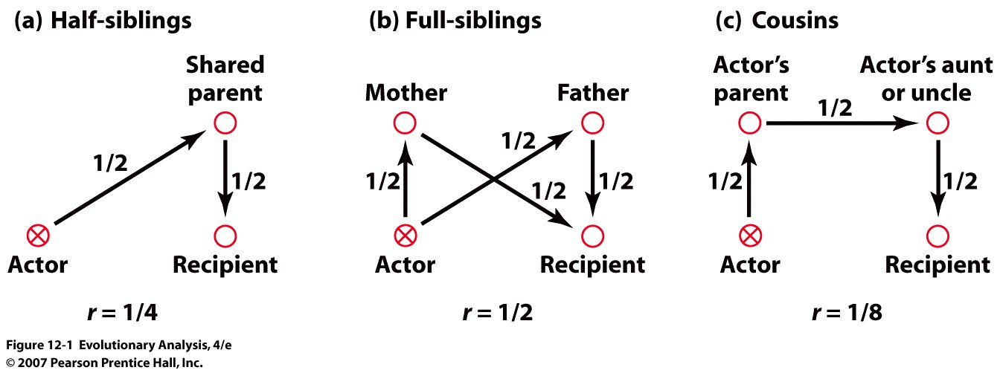 (a) Half-siblings
Shared
parent
1/2
1/2
Actor
Recipient
r = 1/4
(b) Full-siblings
Mother
Father
1/2
1/2
1/2
1/2
Actor
Recipient
r = 1/2
(c) Cousins
Actor’s
parent
Actor’s aunt
or uncle
1/2
1/2
1/2
Actor
Recipient
r = 1/8
Figure 12-1 Evolutionary Analysis, 4/e
© 2007 Pearson Prentice Hall, Inc.